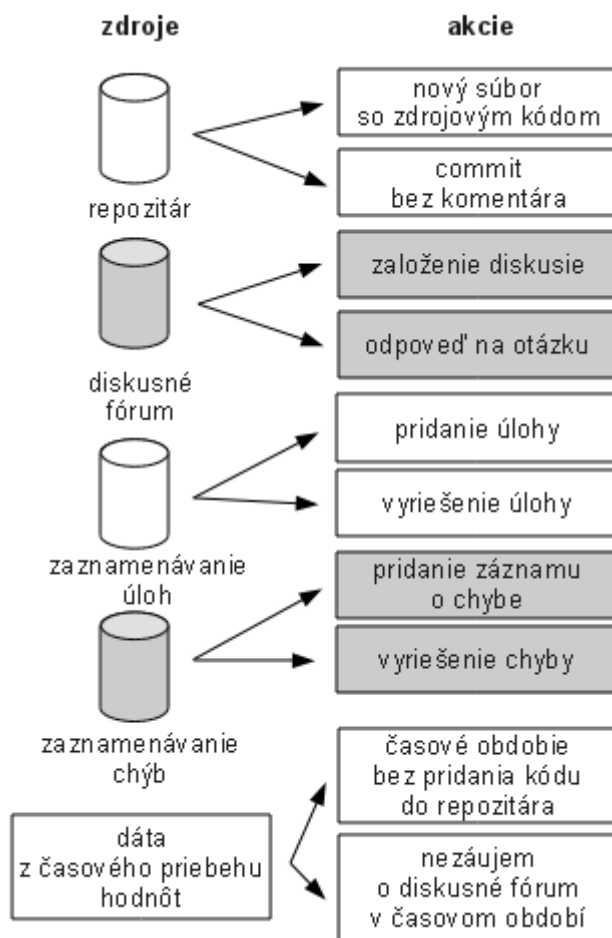 zdroje
akcie
nový súbor
so zdrojovým kódom
commit
bez komentára
repozitár
založenie diskusie
odpoveď na otázku
diskusné
fórum
pridanie úlohy
vyriešenie úlohy
zaznamenávanie
úloh
pridanie záznamu
o chybe
vyriešenie chyby
zaznamenávanie
chýb
časové obdobie
bez pridania kódu
do repozitára
dáta
z časového priebehu
hodnôt
nezáujem
o diskusné fórum
v časovom období